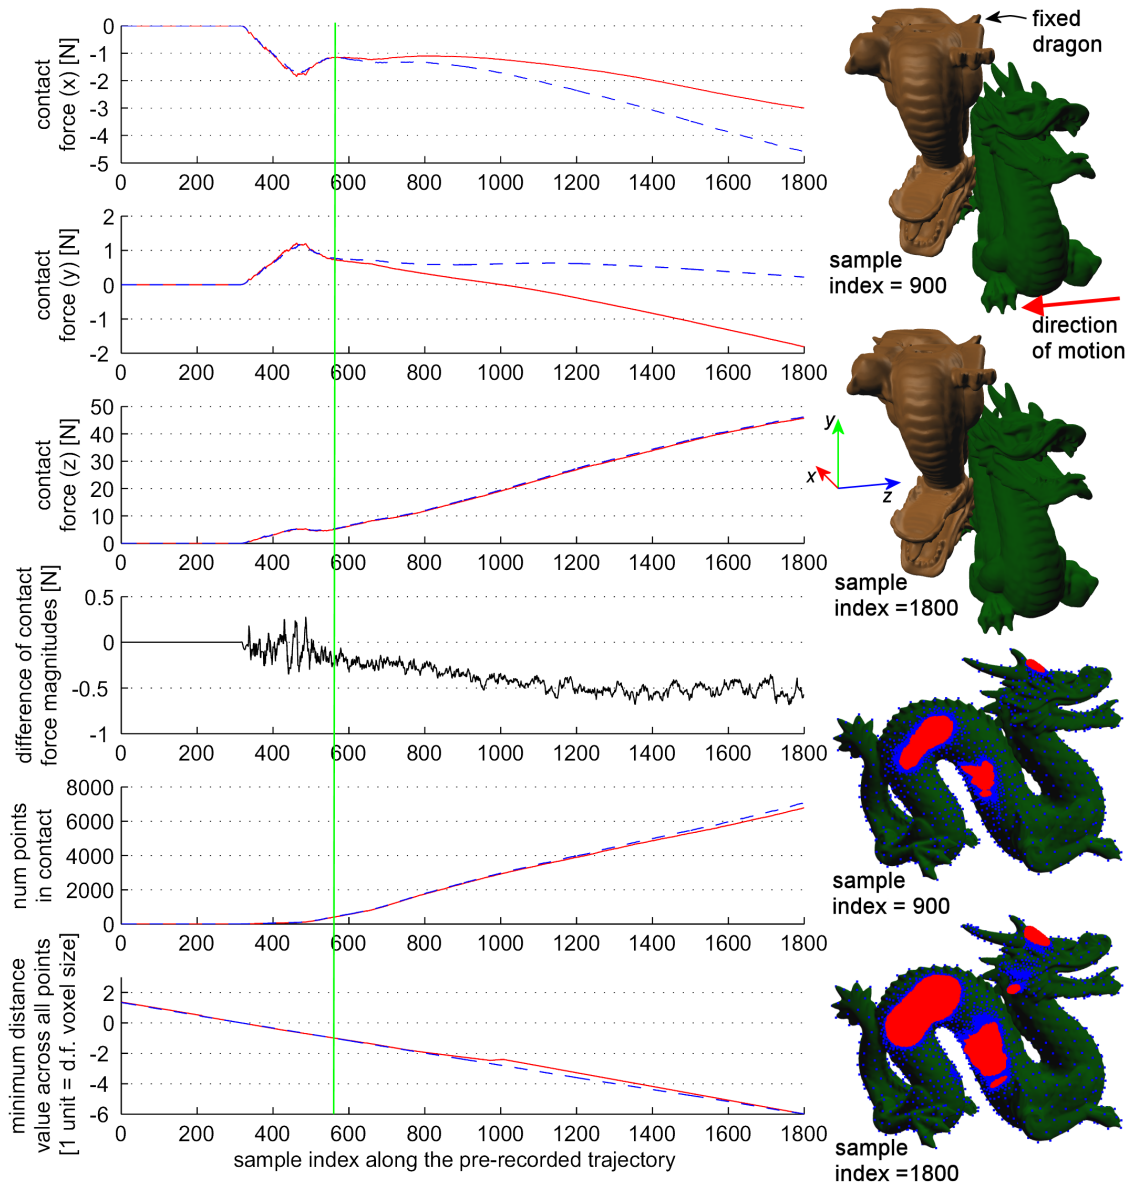 contact
force (x) [N]
0
-1
-2
-3
-4
-5
0 200 400 600 800 1000 1200 1400 1600 1800
contact
force (y) [N]
2
1
0
-1
-2
0 200 400 600 800 1000 1200 1400 1600 1800
contact
force (z) [N]
50
40
30
20
10
0
0 200 400 600 800 1000 1200 1400 1600 1800
difference of contact
force magnitudes [N]
0.5
0
-0.5
-1
0 200 400 600 800 1000 1200 1400 1600 1800
num points
in contact
8000
6000
4000
2000
0
0 200 400 600 800 1000 1200 1400 1600 1800
minimum distance
value across all points
[1 unit = d.f. voxel size]
2
0
-2
-4
-6
0 200 400 600 800 1000 1200 1400 1600 1800
sample index along the pre-recorded trajectory
fixed
dragon
sample
index = 900
direction
of motion
y
x
z
sample
index =1800
sample
index = 900
sample
index =1800